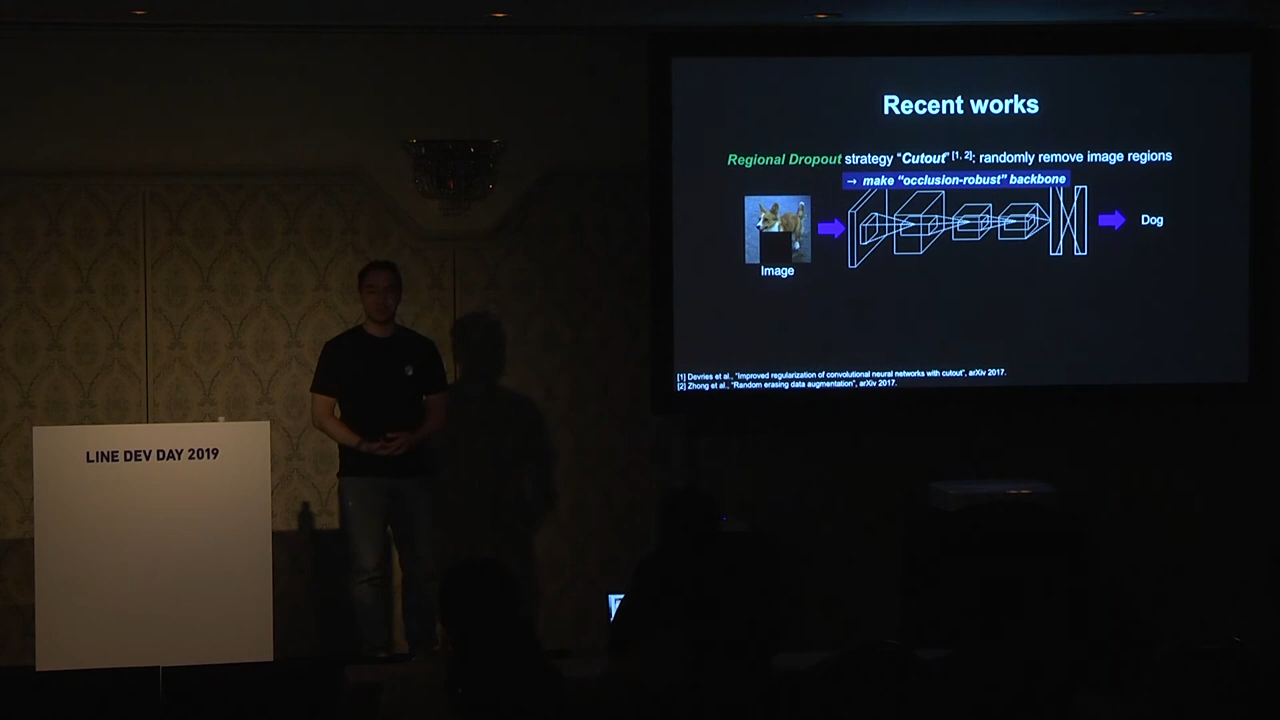 Recent works
Regional Dropout strategy “Cutout” [1, 2]: randomly remove image regions
→ make “occlusion-robust” backbone
Dog
Image
[1] Devries et al., “Improved regularization of convolutional neural networks with cutout”, arXiv 2017.
[2] Zhong et al., “Random erasing data augmentation”, arXiv 2017.
LINE DEV DAY 2019